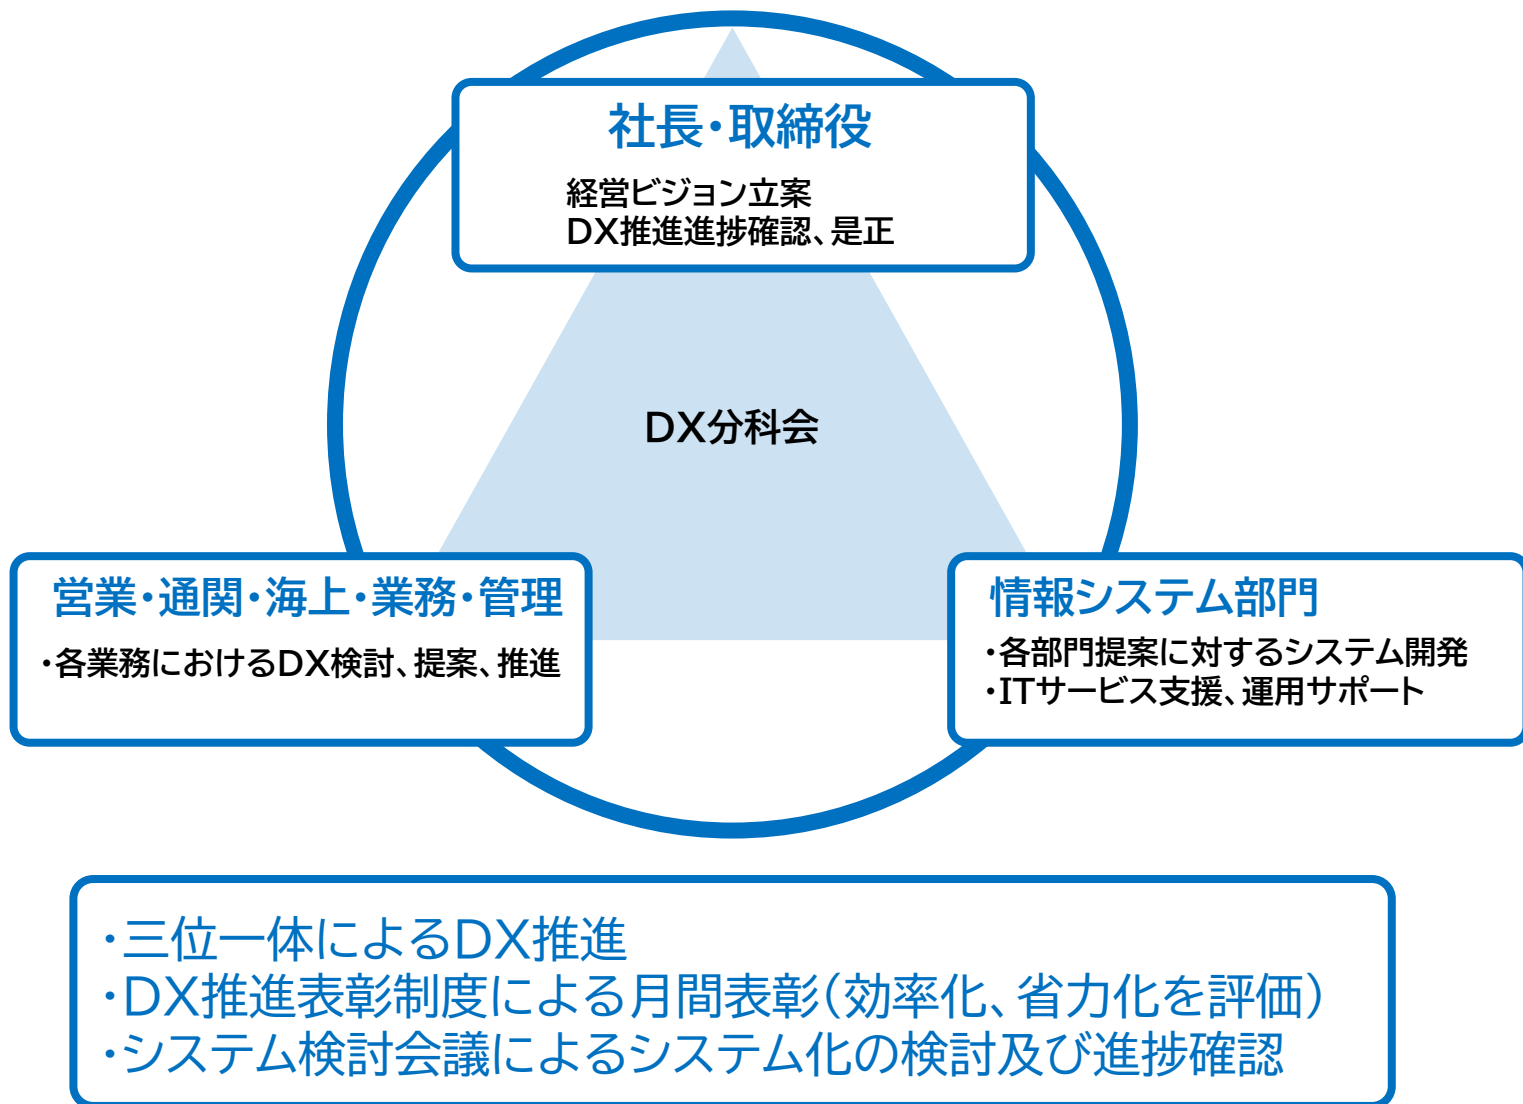 社長・取締役
経営ビジョン立案
DX推進進捗確認、是正
DX分科会
営業・通関・海上・業務・管理
・各業務におけるDX検討、提案、推進
情報システム部門
・各部門提案に対するシステム開発
・ITサービス支援、運用サポート
・三位一体によるDX推進
・DX推進表彰制度による月間表彰（効率化、省力化を評価）
・システム検討会議によるシステム化の検討及び進捗確認